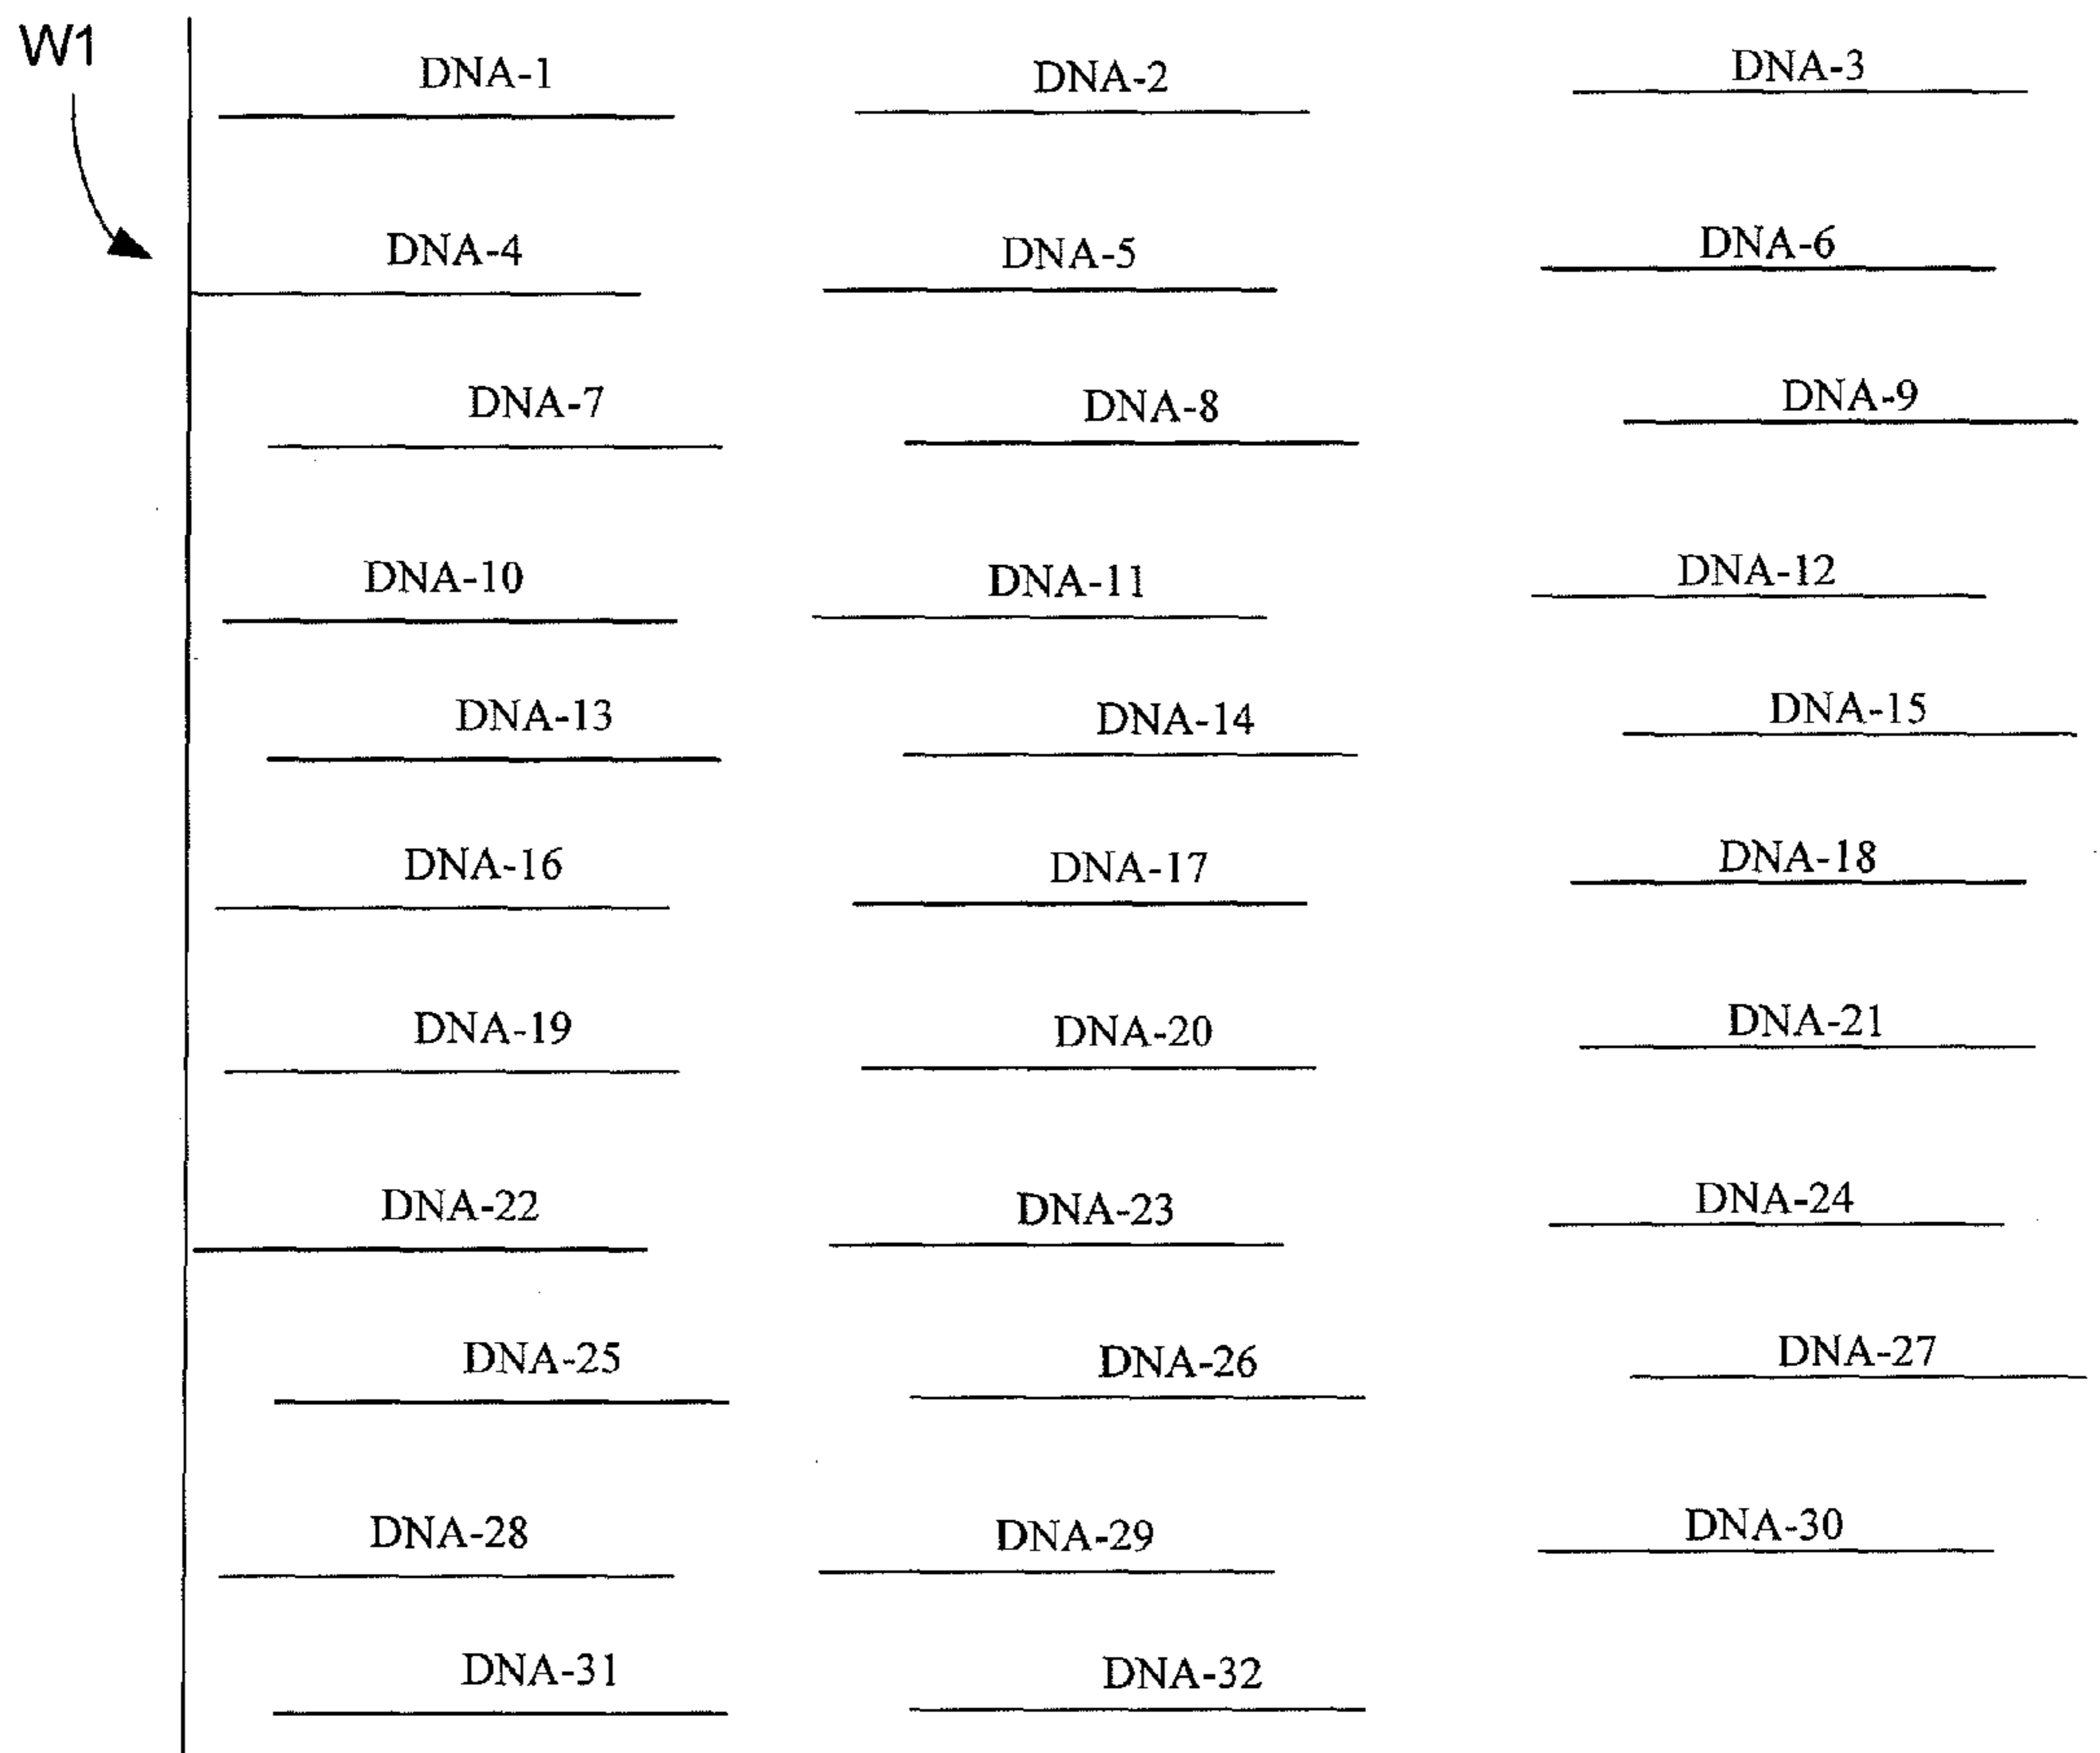 W1
DNA-1 DNA-2 DNA-3
DNA-4 DNA-5 DNA-6
DNA-7 DNA-8 DNA-9
DNA-10 DNA-11 DNA-12
DNA-13 DNA-14 DNA-15
DNA-16 DNA-17 DNA-18
DNA-19 DNA-20 DNA-21
DNA-22 DNA-23 DNA-24
DNA-25 DNA-26 DNA-27
DNA-28 DNA-29 DNA-30
DNA-31 DNA-32